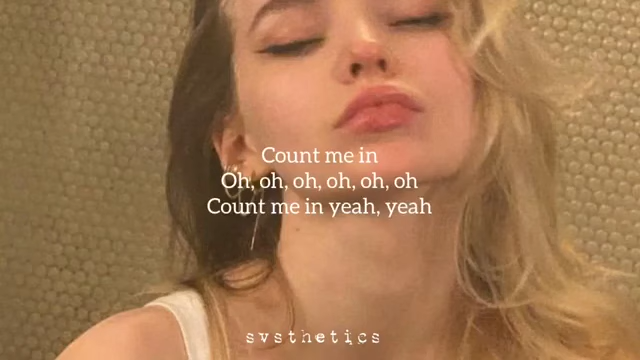 Count me in
Oh, oh, oh, oh, oh, oh
Count me in yeah, yeah
svsthetics